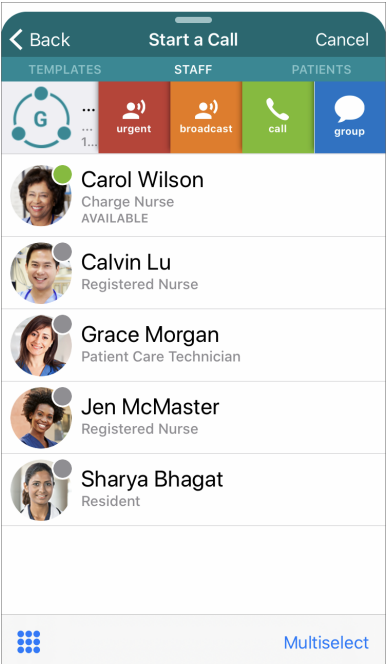 Back
Start a Call
Cancel
TEMPLATES
STAFF
PATIENTS
G
...
...
1...
urgent
broadcast
call
group
Carol Wilson
Charge Nurse
AVAILABLE
Calvin Lu
Registered Nurse
Grace Morgan
Patient Care Technician
Jen McMaster
Registered Nurse
Sharya Bhagat
Resident
Multiselect